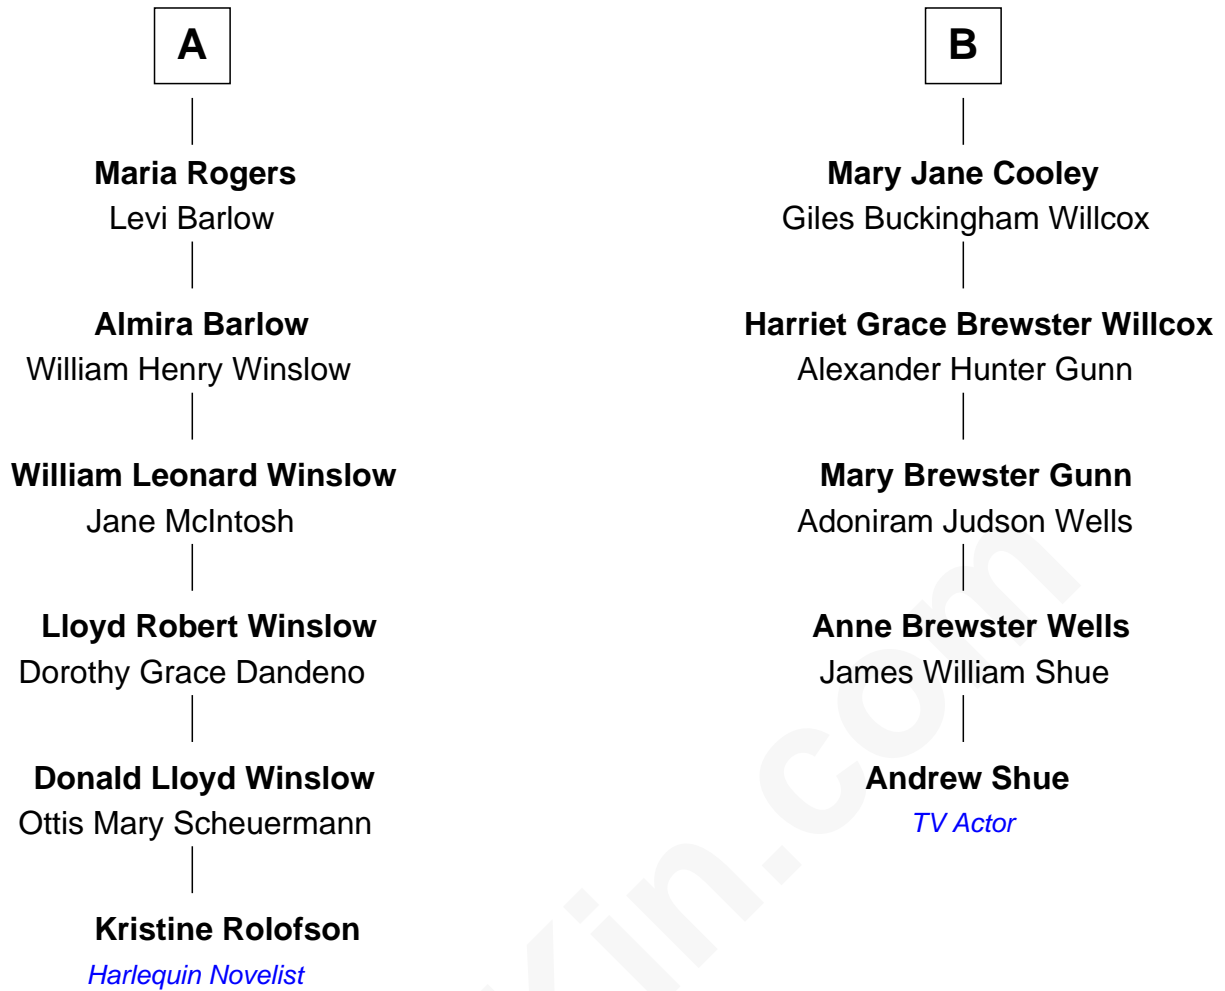 A
Maria Rogers
Levi Barlow
Almira Barlow
William Henry Winslow
William Leonard Winslow
Jane McIntosh
Lloyd Robert Winslow
Dorothy Grace Dandeno
Donald Lloyd Winslow
Ottis Mary Scheuermann
Kristine Rolofson
Harlequin Novelist
B
Mary Jane Cooley
Giles Buckingham Willcox
Harriet Grace Brewster Willcox
Alexander Hunter Gunn
Mary Brewster Gunn
Adoniram Judson Wells
Anne Brewster Wells
James William Shue
Andrew Shue
TV Actor
Kin.com